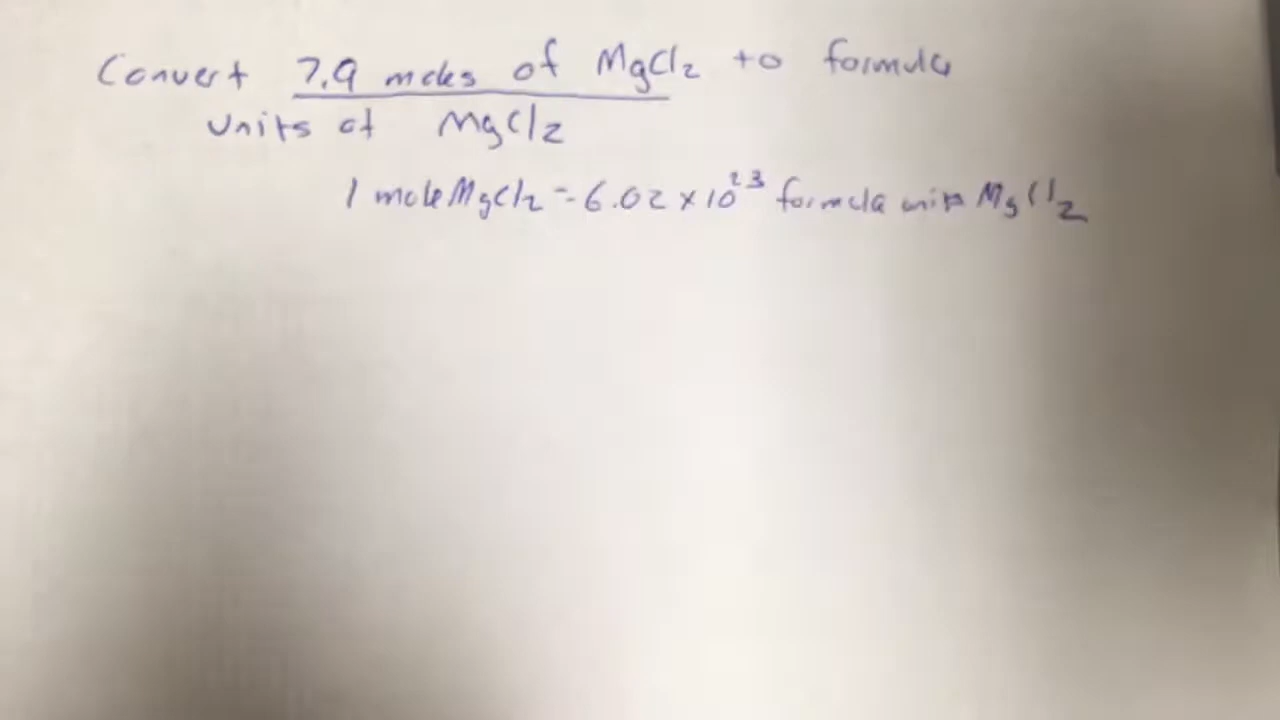 Convert 7.9 moles of MgCl2 to formula
units of MgCl2
1 mole MgCl2 = 6.02 x 10^23 formula units MgCl2